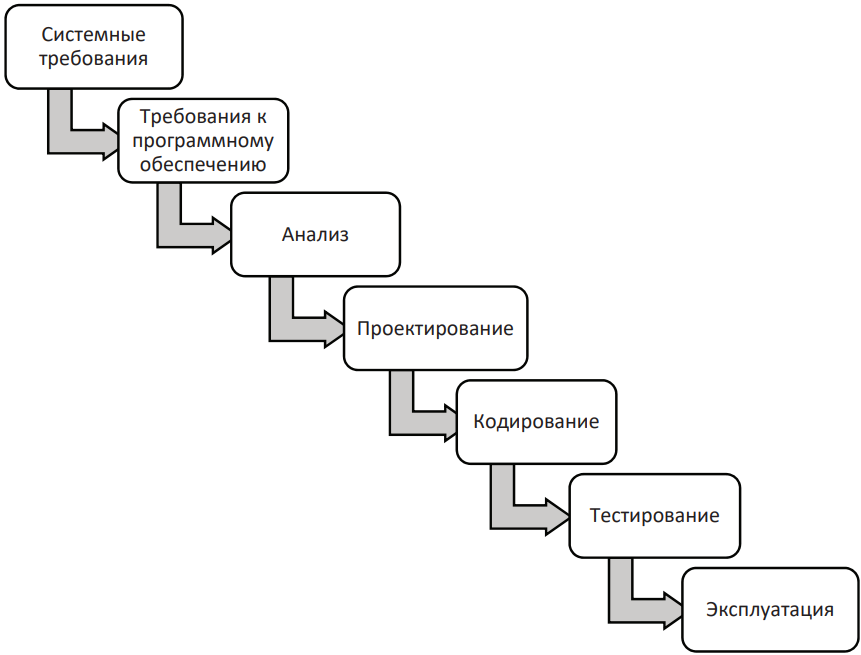 Системные
требования
Требования к
программному
обеспечению
Анализ
Проектирование
Кодирование
Тестирование
Эксплуатация